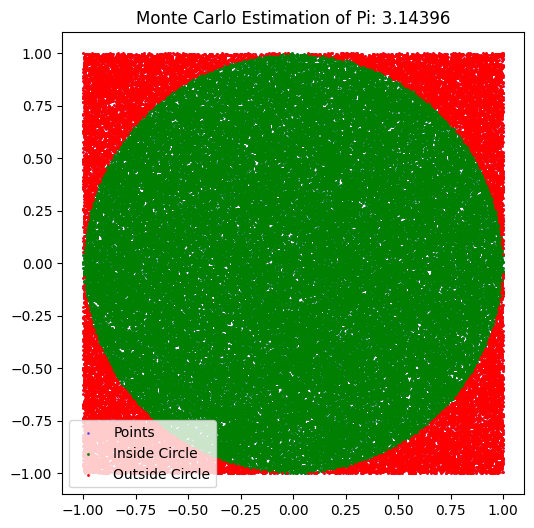 Monte Carlo Estimation of Pi: 3.14396
1.00
0.75
0.50
0.25
0.00
−0.25
−0.50
−0.75
−1.00
Points
Inside Circle
Outside Circle
−1.00 −0.75 −0.50 −0.25 0.00 0.25 0.50 0.75 1.00